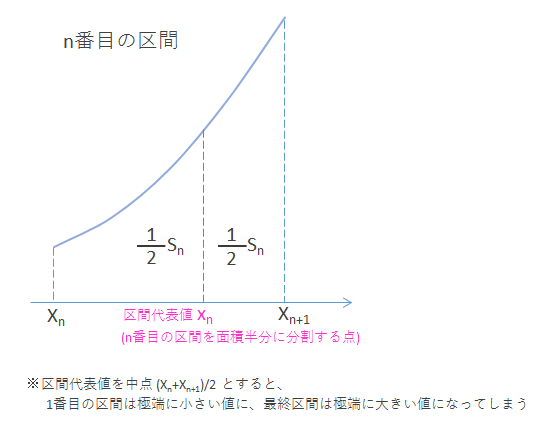 n番目の区間
1/2 Sn
1/2 Sn
Xn
区間代表値 xn
Xn+1
(n番目の区間を面積半分に分割する点)
※区間代表値を中点 (Xn+Xn+1)/2 とすると、
1番目の区間は極端に小さい値に、最終区間は極端に大きい値になってしまう